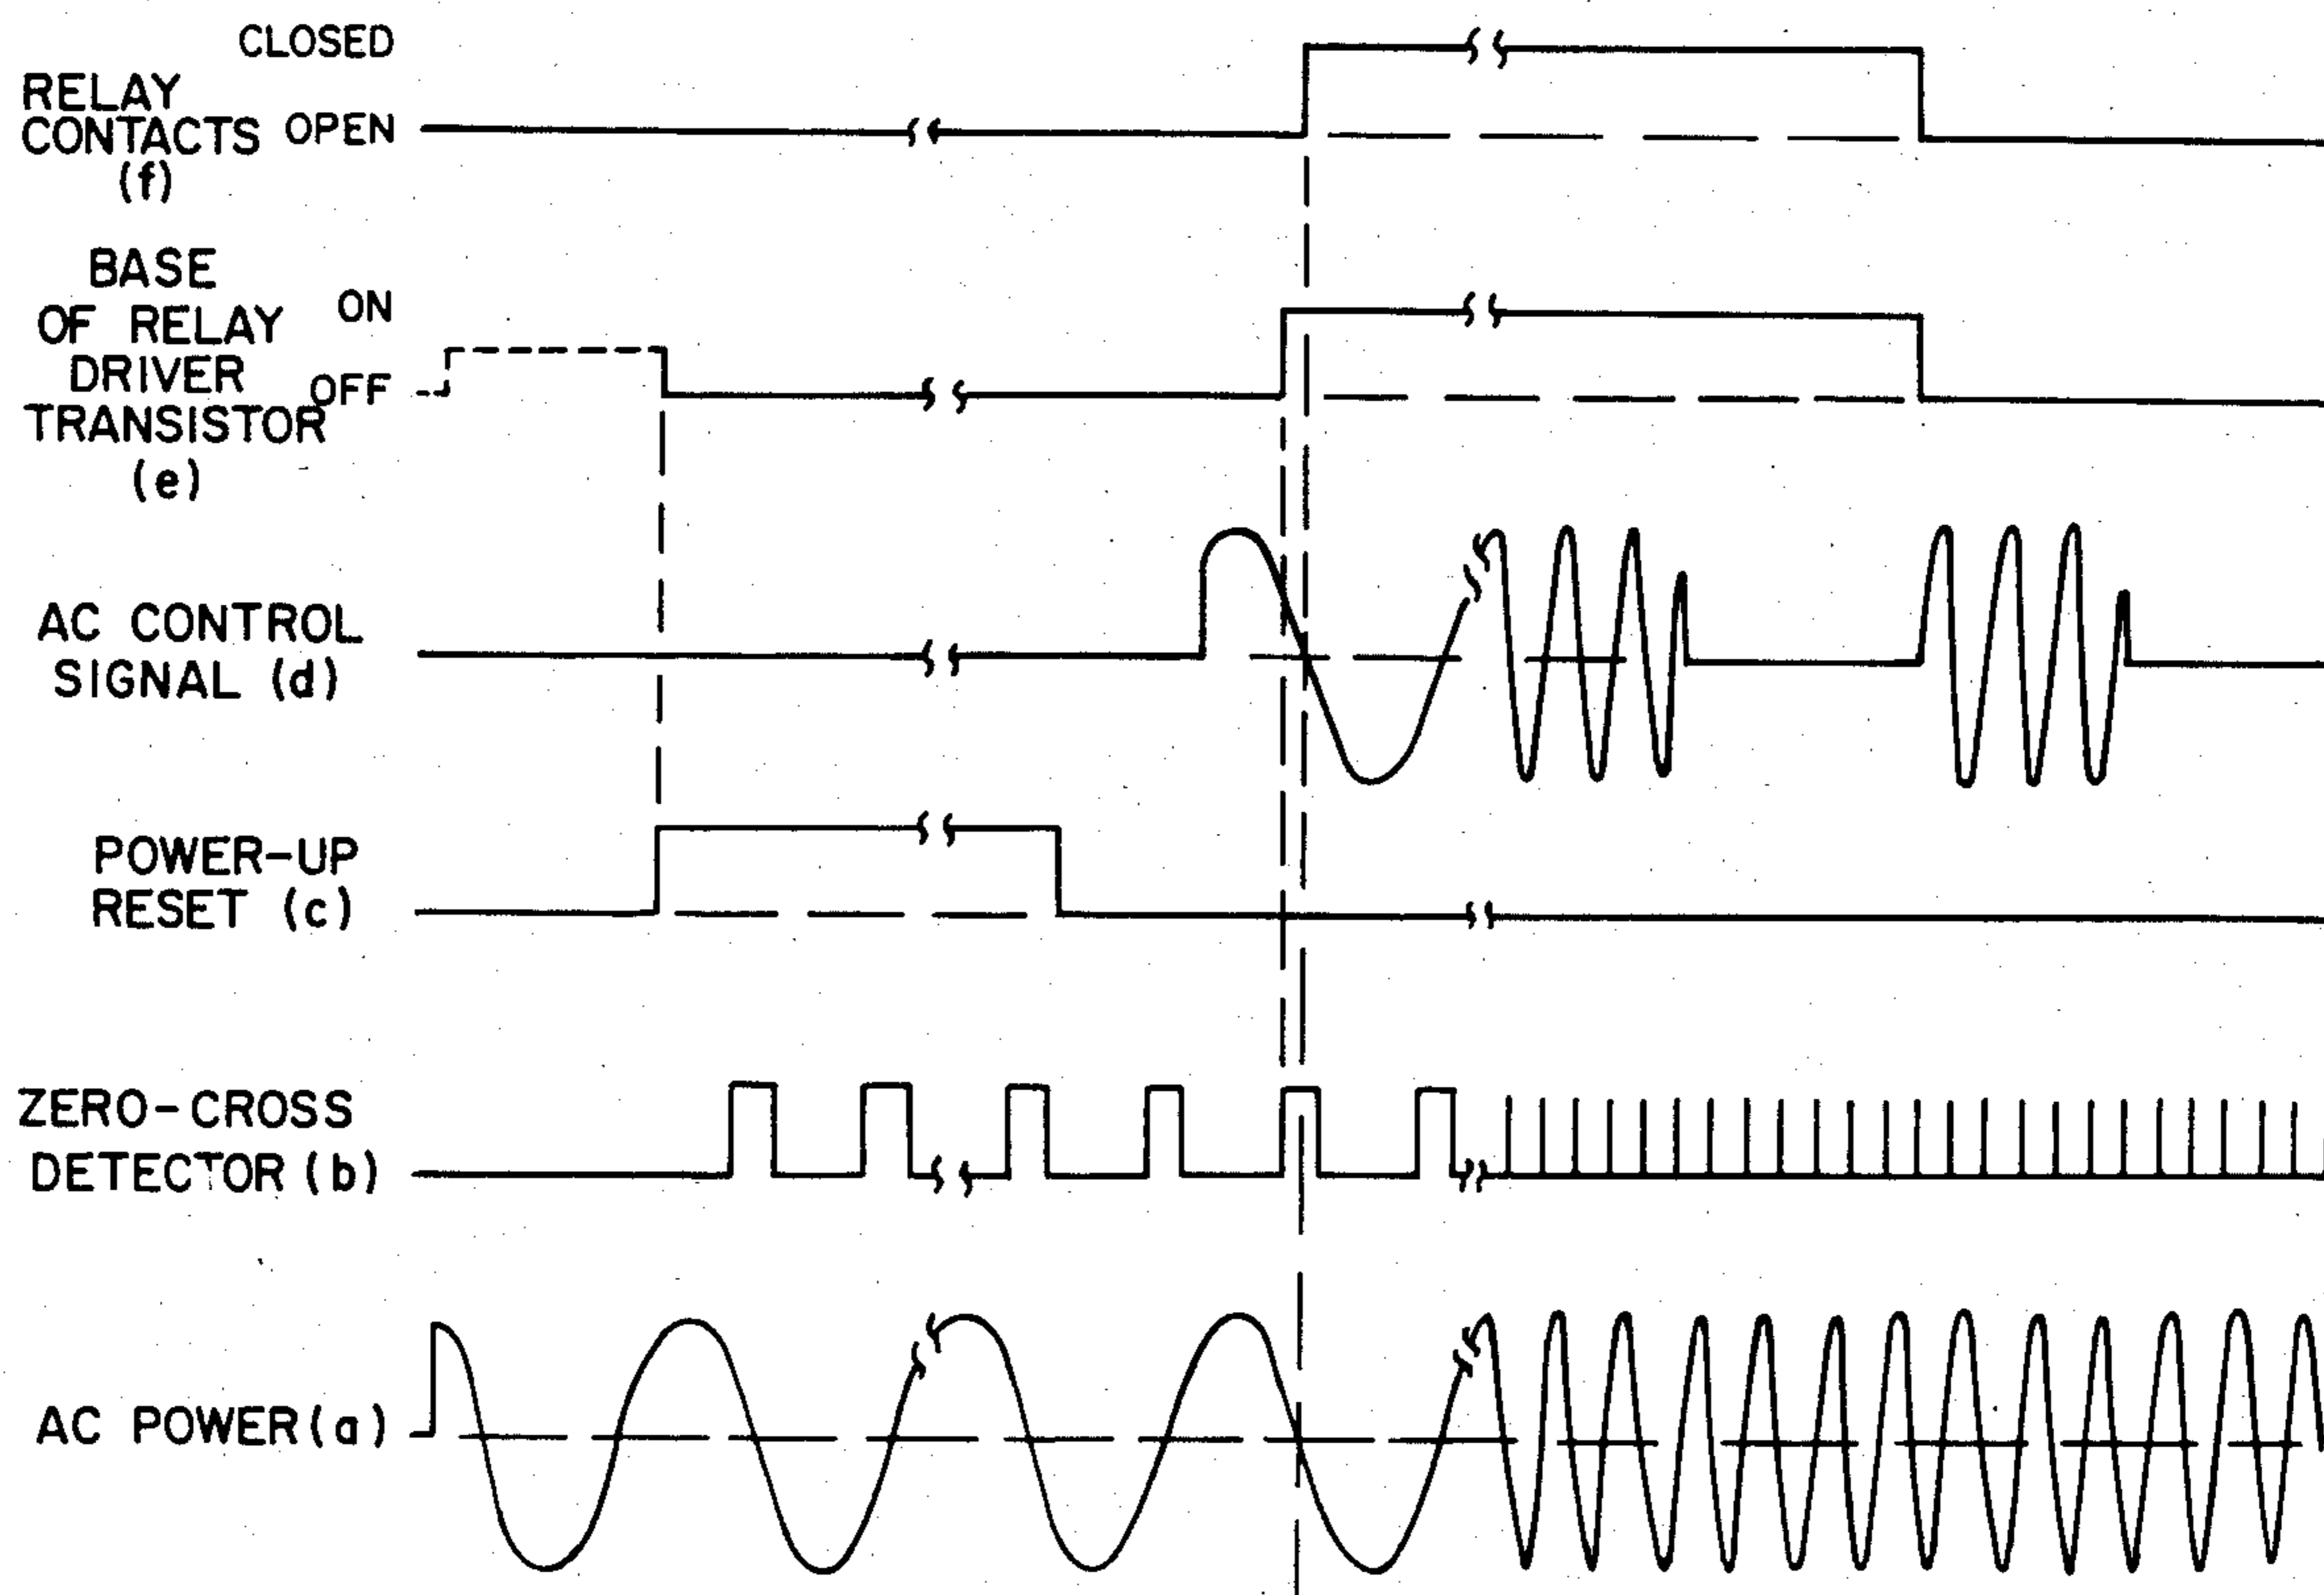 CLOSED
RELAY
CONTACTS OPEN
(f)
BASE
OF RELAY ON
DRIVER
OFF
TRANSISTOR
(e)
AC CONTROL
SIGNAL (d)
POWER-UP
RESET (c)
ZERO-CROSS
DETECTOR (b)
AC POWER (a)